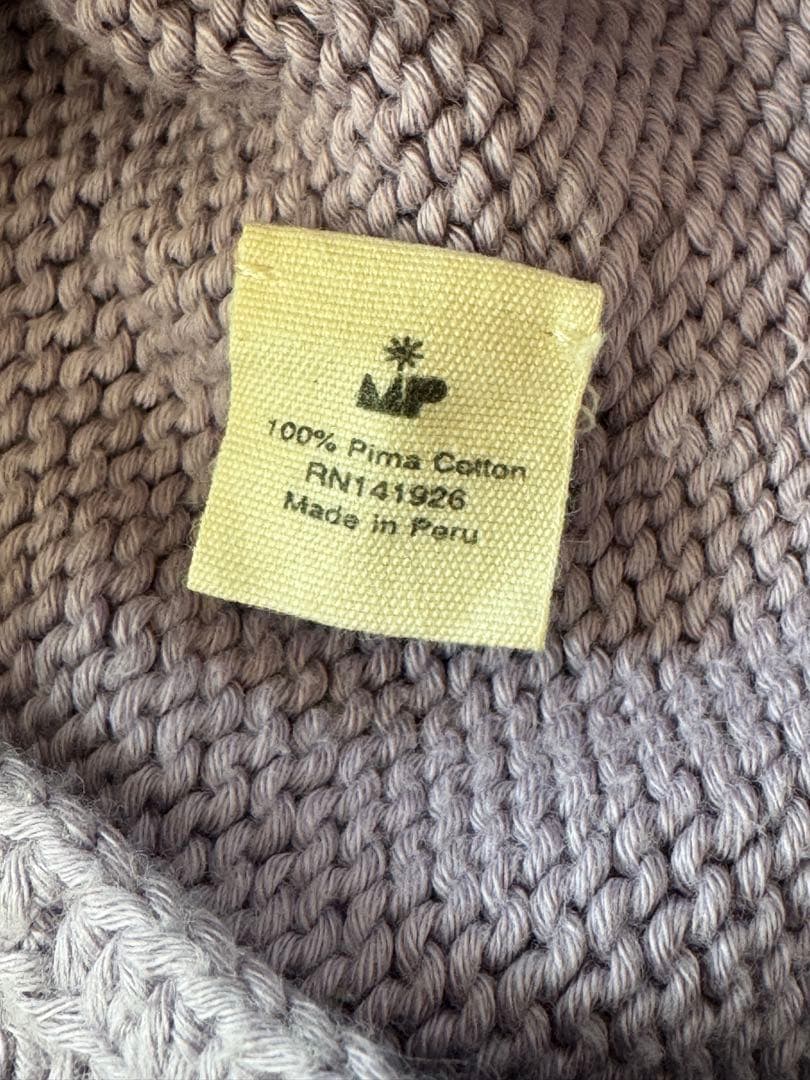 MP
100% Pima Cotton
RN141926
Made in Peru